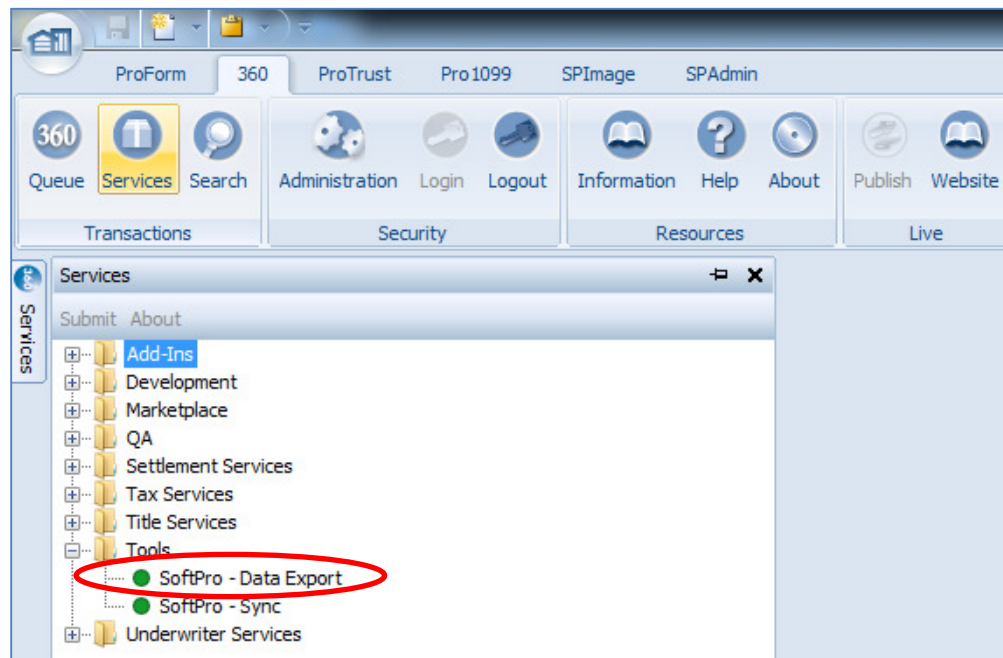 ProForm 360 ProTrust Pro1099 SPImage SPAdmin
360
Queue Services Search Administration Login Logout Information Help About Publish Website
Transactions Security Resources Live
360 Services
Services
Submit About
Add-Ins
Development
Marketplace
QA
Settlement Services
Tax Services
Title Services
Tools
SoftPro - Data Export
SoftPro - Sync
Underwriter Services